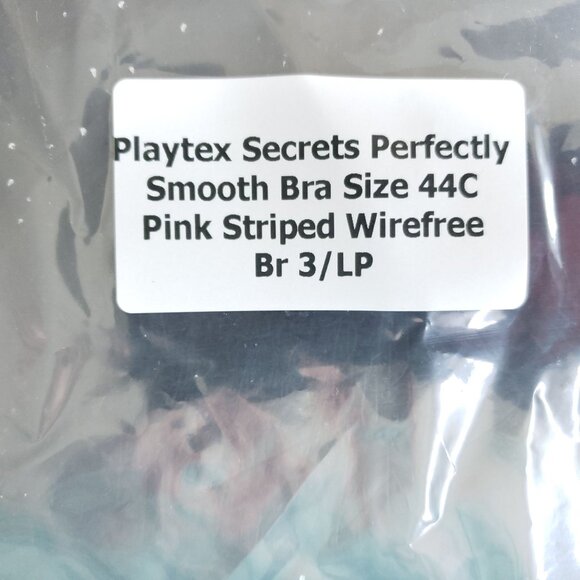 Playtex Secrets Perfectly
Smooth Bra Size 44C
Pink Striped Wirefree
Br 3/LP